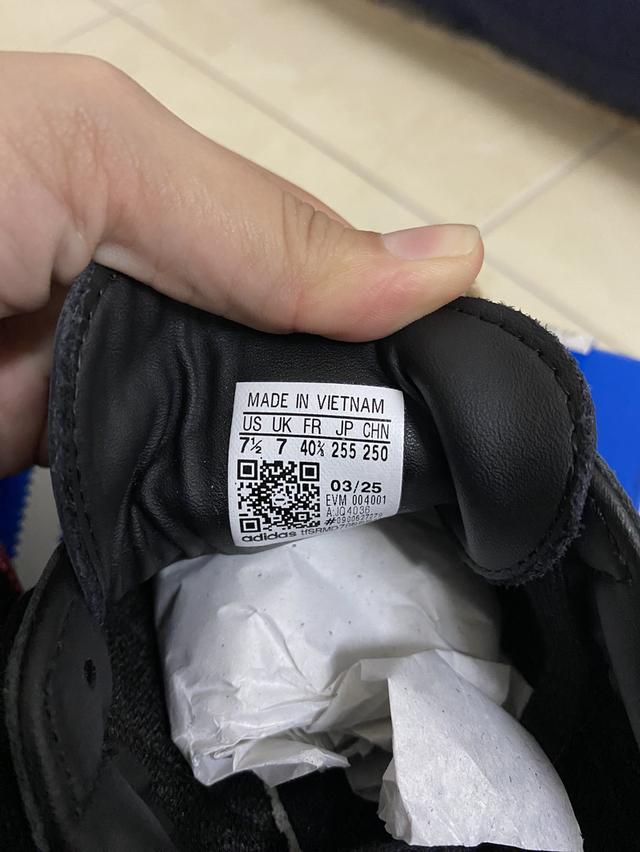 MADE IN VIETNAM
US UK FR JP CHN
7½ 7 40⅔ 255 250
03/25
EVM 004001
A:JQ4036
adidas